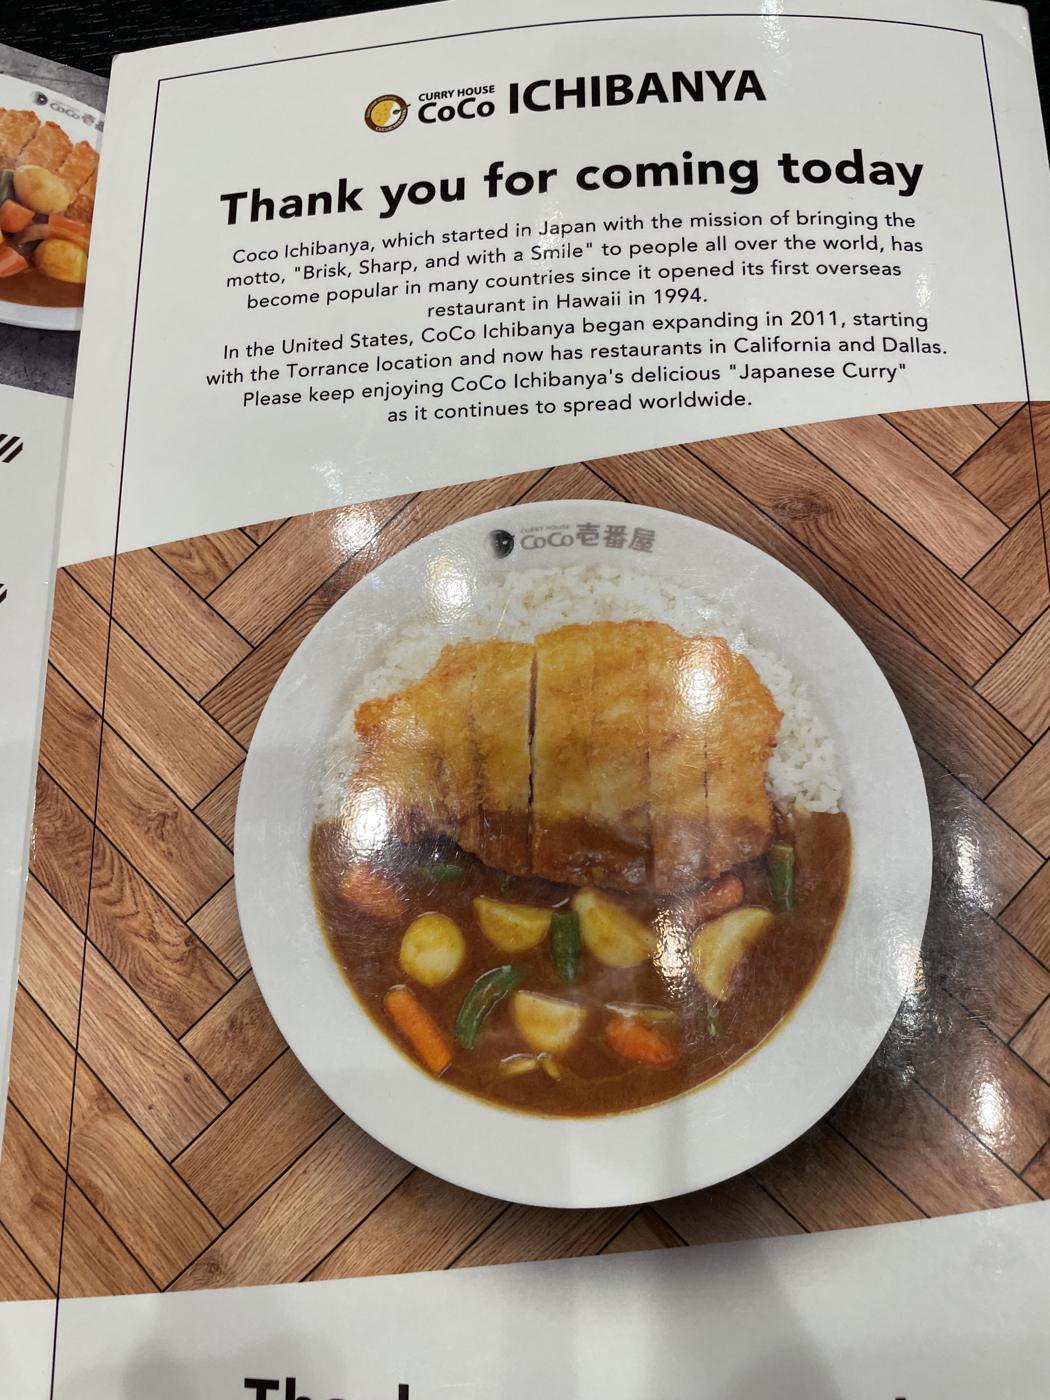 CURRY HOUSE
CoCo ICHIBANYA
Thank you for coming today
Coco Ichibanya, which started in Japan with the mission of bringing the
motto, "Brisk, Sharp, and with a Smile" to people all over the world, has
become popular in many countries since it opened its first overseas
restaurant in Hawaii in 1994.
In the United States, CoCo Ichibanya began expanding in 2011, starting
with the Torrance location and now has restaurants in California and Dallas.
Please keep enjoying CoCo Ichibanya's delicious "Japanese Curry"
as it continues to spread worldwide.
CURRY HOUSE
CoCo壱番屋
CoCo壱